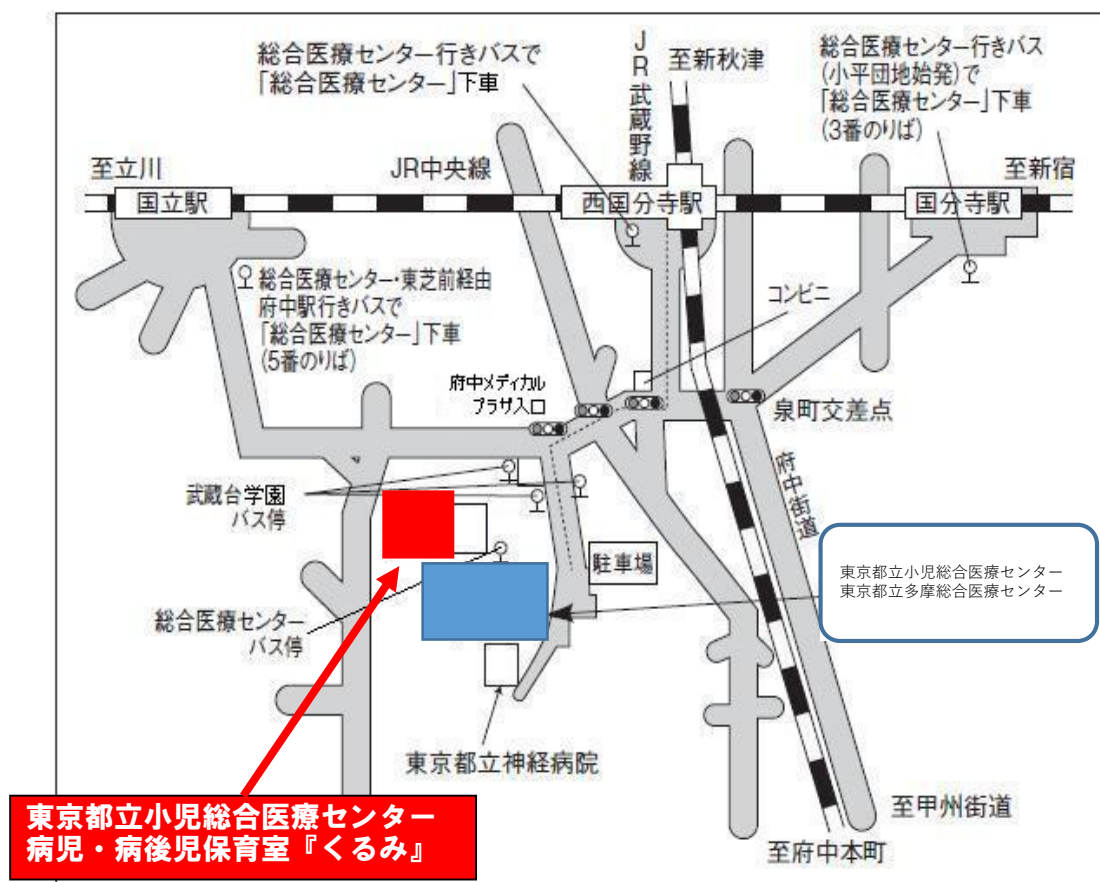 総合医療センター行きバスで
「総合医療センター」下車
JR武蔵野線
至新秋津
総合医療センター行きバス
(小平団地始発)で
「総合医療センター」下車
(3番のりば)
至立川
JR中央線
至新宿
国立駅
西国分寺駅
国分寺駅
総合医療センター・東芝前経由
府中駅行きバスで
「総合医療センター」下車
(5番のりば)
コンビニ
府中メディカル
プラザ入口
泉町交差点
府中街道
武蔵台学園
バス停
駐車場
東京都立小児総合医療センター
東京都立多摩総合医療センター
総合医療センター
バス停
東京都立神経病院
東京都立小児総合医療センター
病児・病後児保育室『くるみ』
至甲州街道
至府中本町